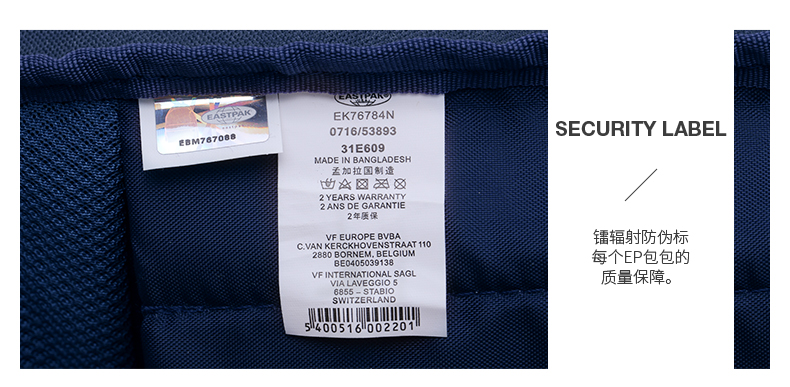 EASTPAK
EBM767088
EASTPAK
EK76784N
0716/53893
31E609
MADE IN BANGLADESH
孟加拉国制造
2 YEARS WARRANTY
2 ANS DE GARANTIE
2年质保
VF EUROPE BVBA
C.VAN KERCKHOVENSTRAAT 110
2880 BORNEM, BELGIUM
BE0405039138
VF INTERNATIONAL SAGL
VIA LAVEGGIO 5
6855 – STABIO
SWITZERLAND
5 400516 002201
SECURITY LABEL
镭辐射防伪标
每个EP包包的
质量保障。